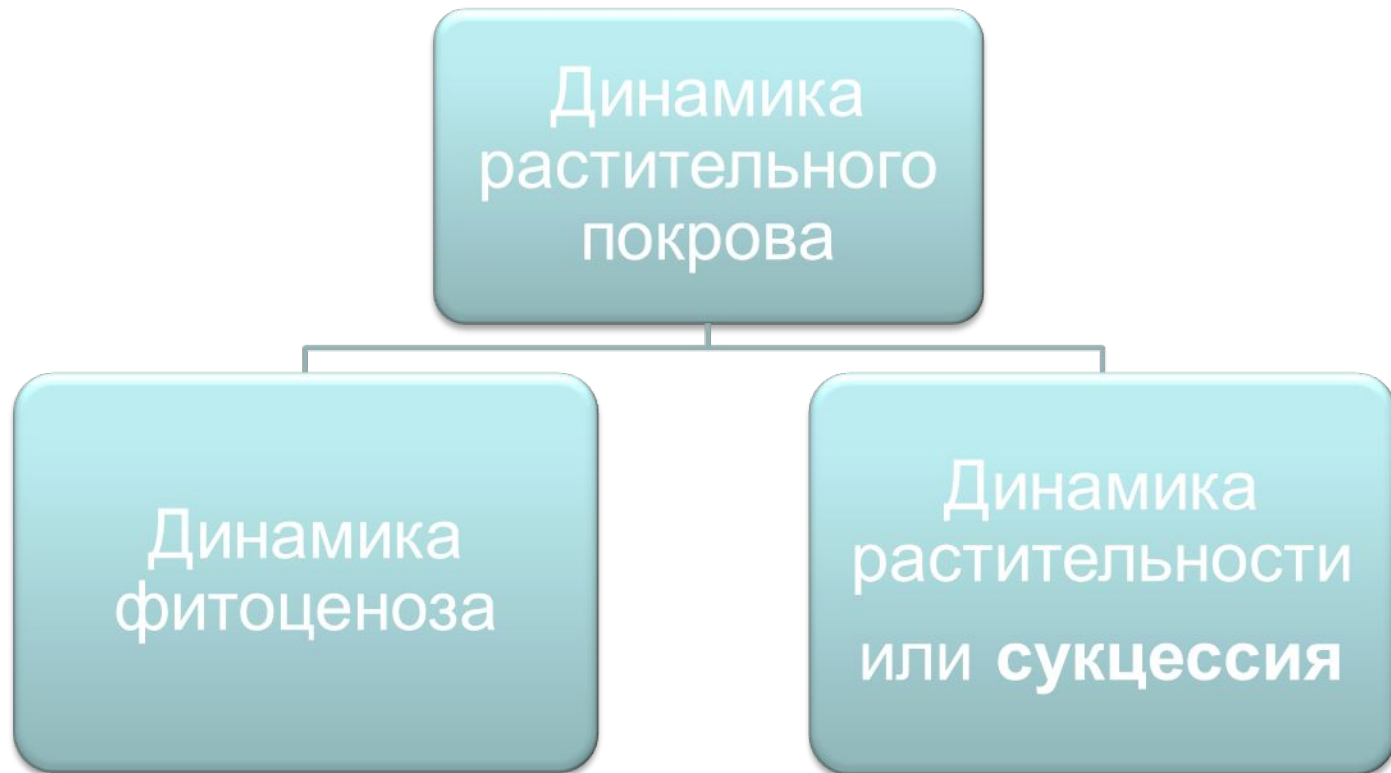 Динамика
растительного
покрова
Динамика
фитоценоза
Динамика
растительности
или сукцессия